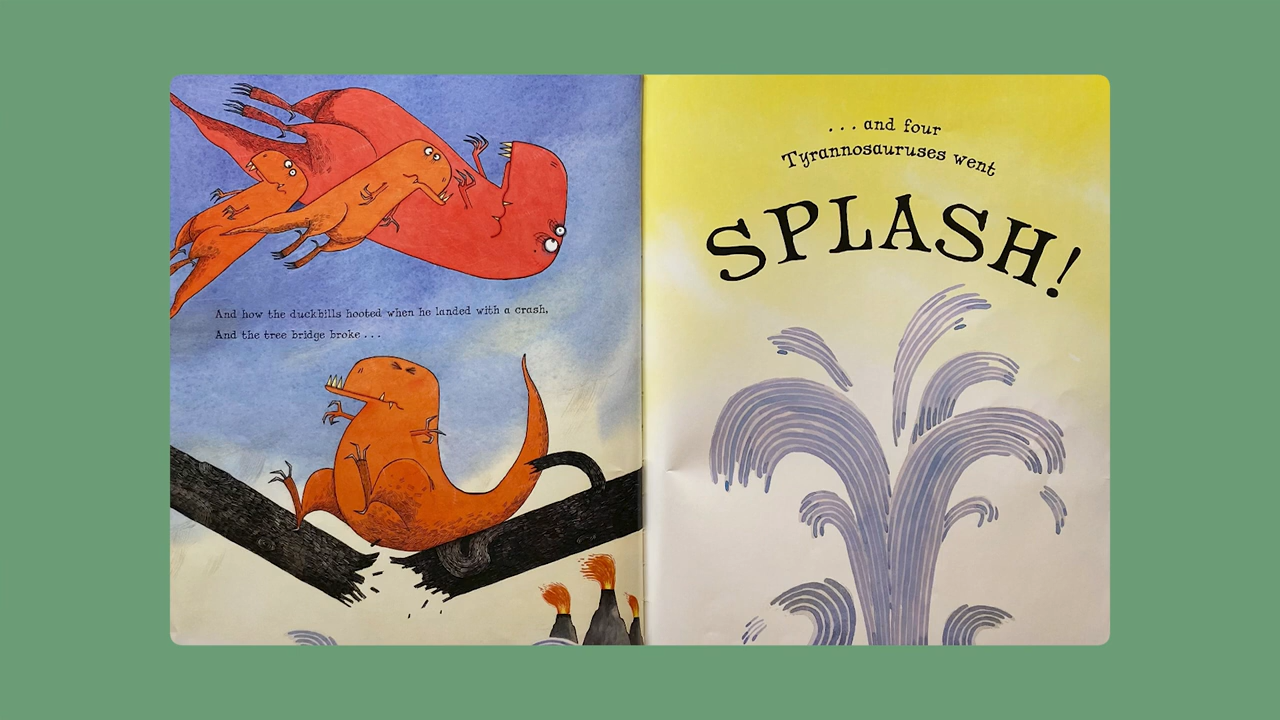 And how the duckbills hooted when he landed with a crash,
And the tree bridge broke . . .
. . . and four
Tyrannosauruses went
SPLASH!